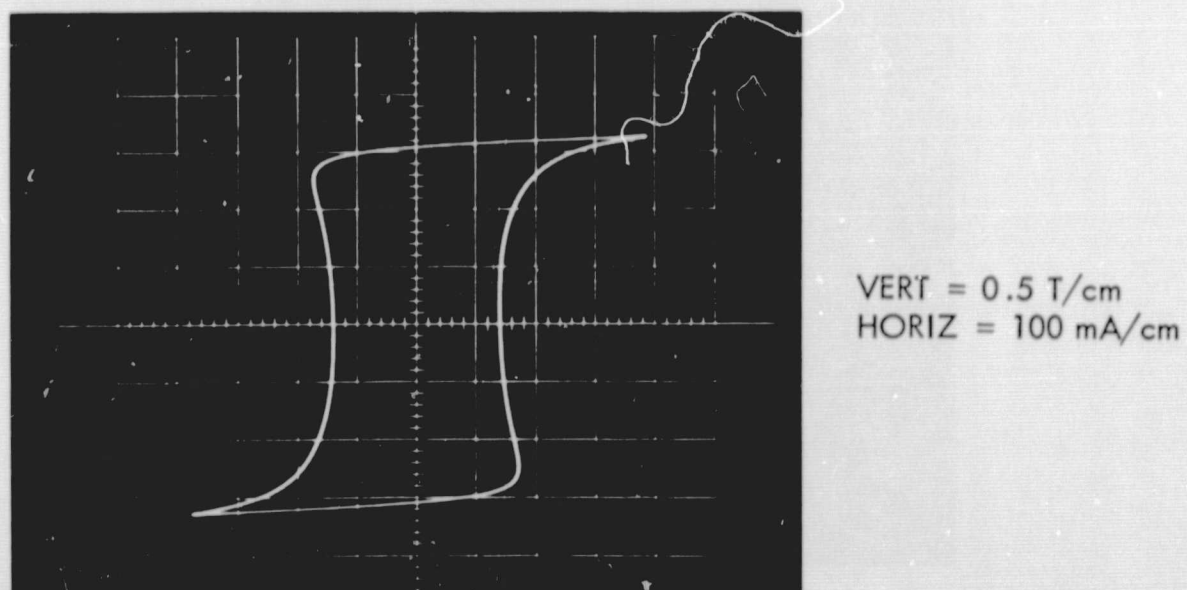 VERT = 0.5 T/cm
HORIZ = 100 mA/cm